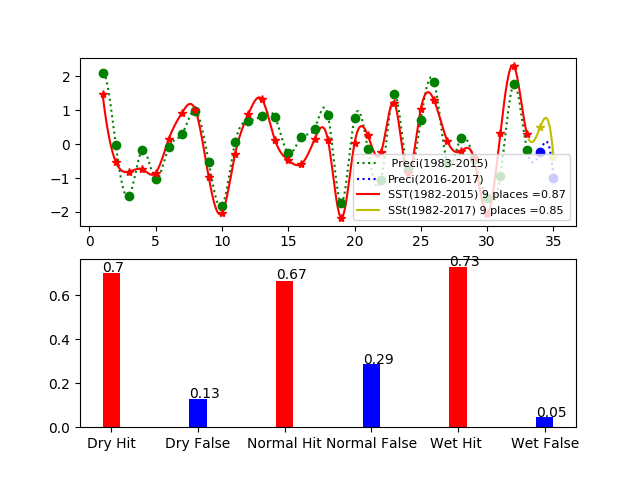 2
1
0
−1
−2
Preci(1983-2015)
Preci(2016-2017)
SST(1982-2015) 9 places =0.87
SSt(1982-2017) 9 places =0.85
0 5 10 15 20 25 30 35
0.6
0.4
0.2
0.0
0.7
0.13
0.67
0.29
0.73
0.05
Dry Hit Dry False Normal Hit Normal False Wet Hit Wet False